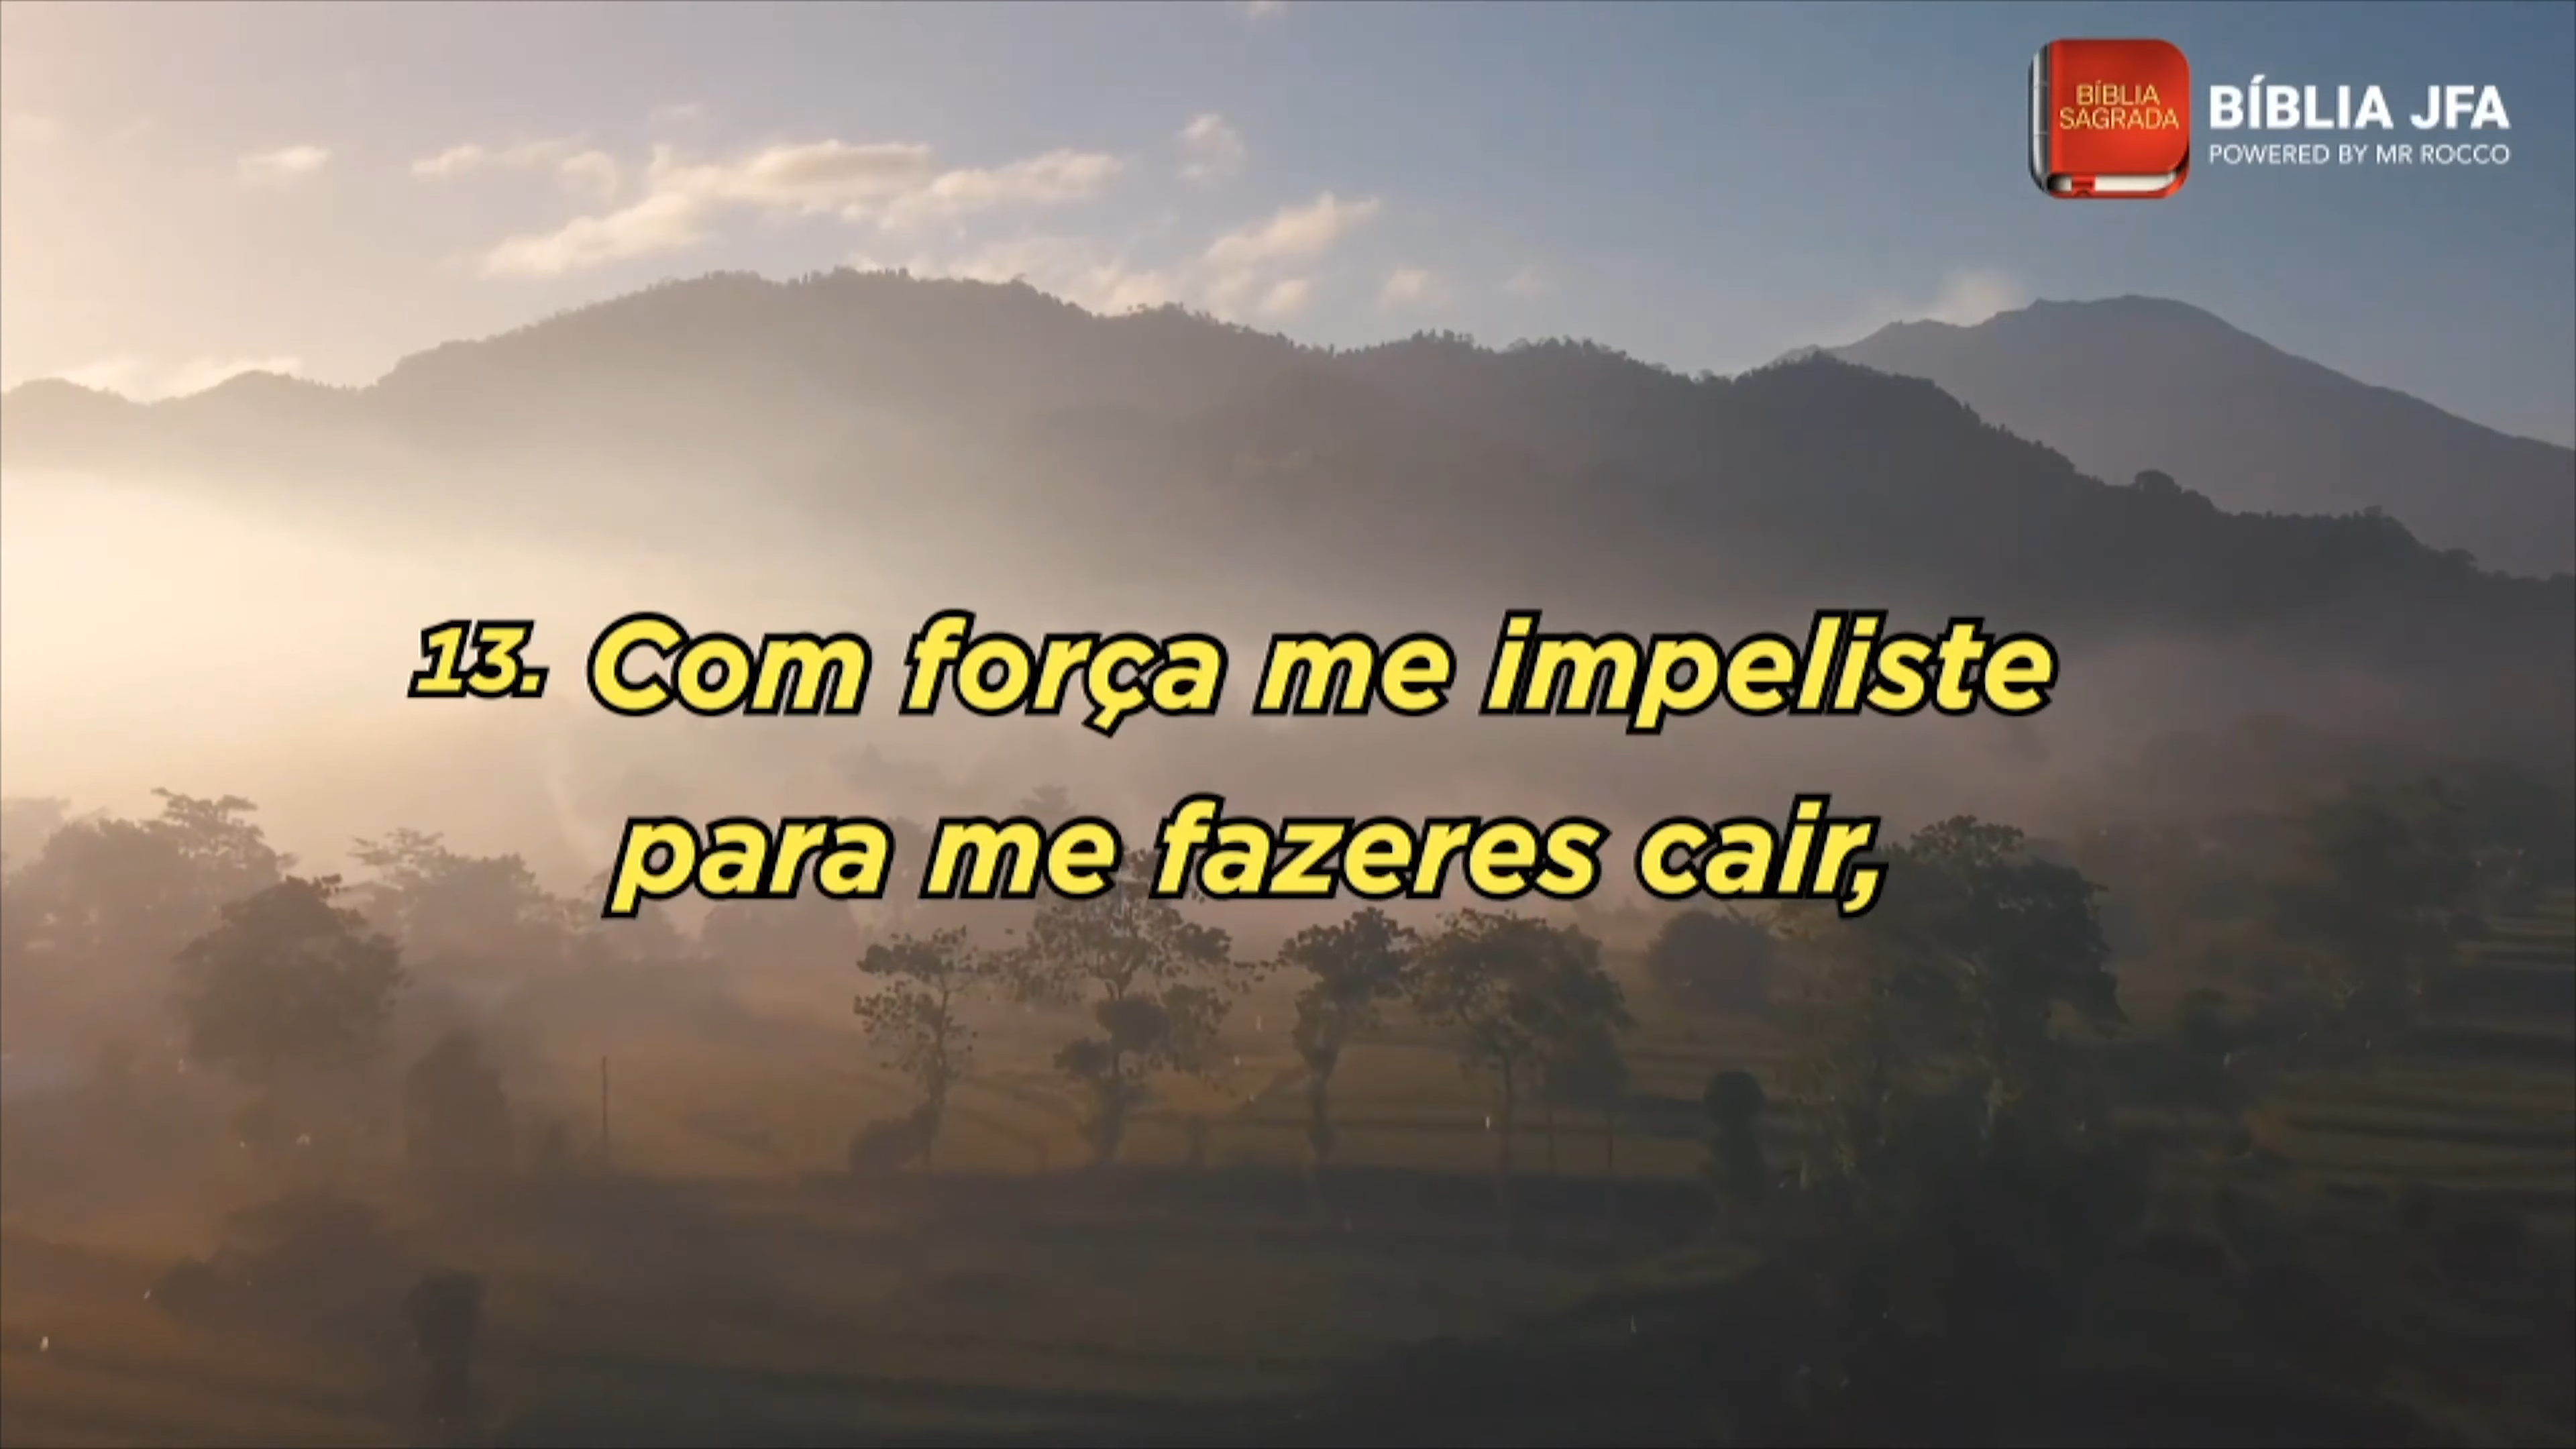 BÍBLIA
SAGRADA
BÍBLIA JFA
POWERED BY MR ROCCO
13. Com força me impeliste
para me fazeres cair,